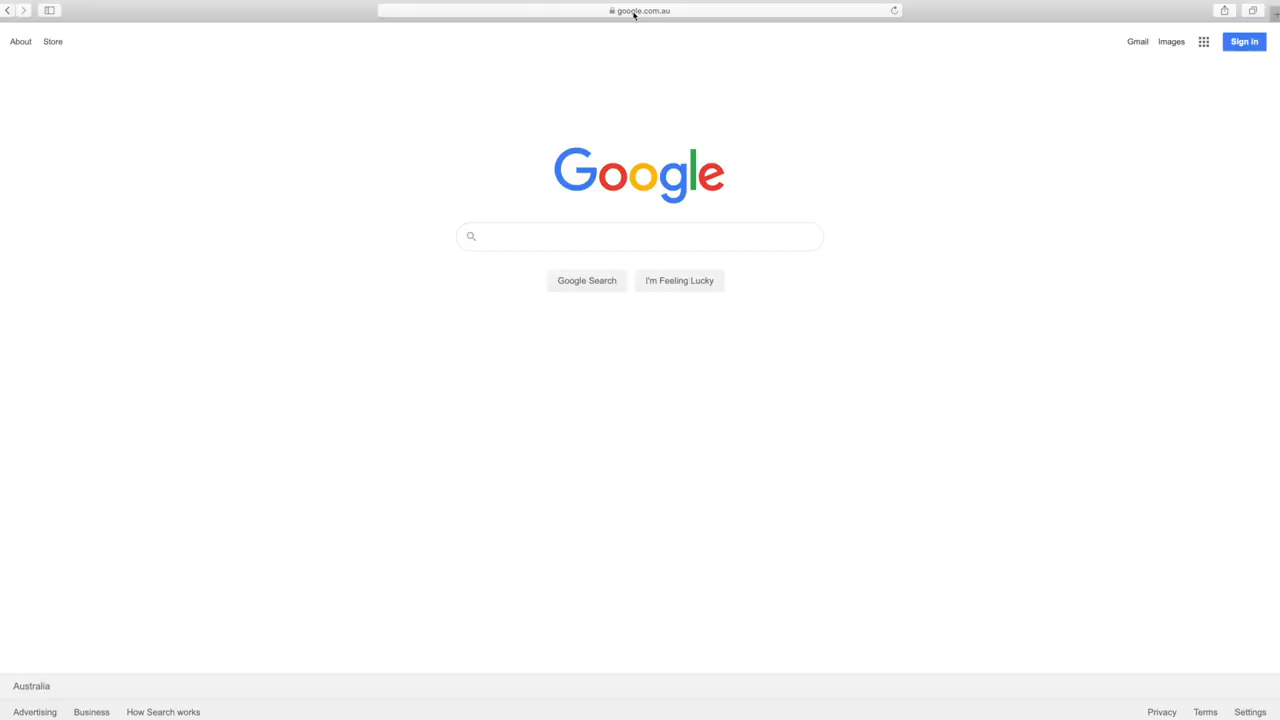 google.com.au
About Store Gmail Images Sign in
Google
Google Search I'm Feeling Lucky
Australia
Advertising Business How Search works Privacy Terms Settings